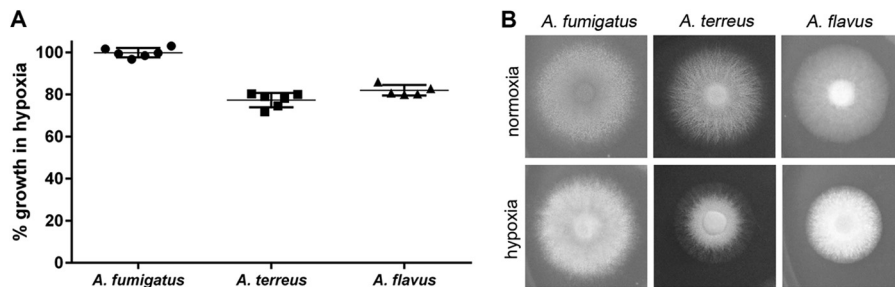 A
% growth in hypoxia
100
80
60
40
20
0
A. fumigatus A. terreus A. flavus
B
A. fumigatus A. terreus A. flavus
normoxia
hypoxia